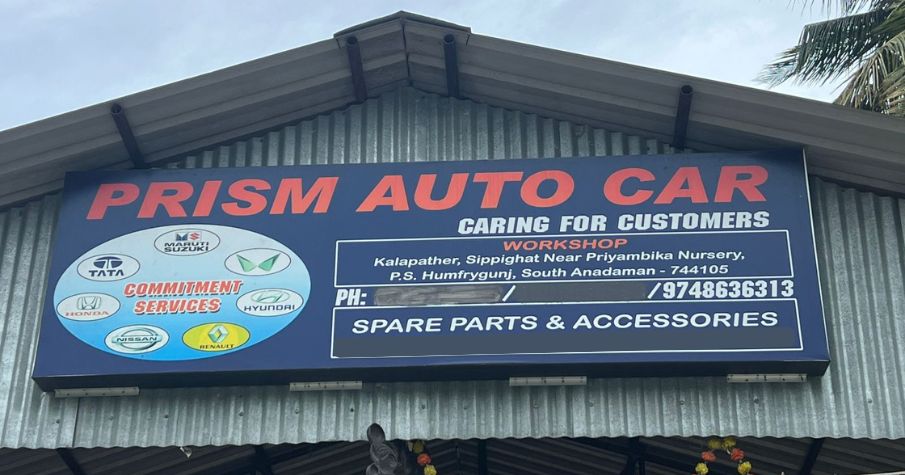 PRISM AUTO CAR
CARING FOR CUSTOMERS
MARUTI
SUZUKI
TATA
COMMITMENT
SERVICES
HONDA
HYUNDAI
NISSAN
RENAULT
WORKSHOP
Kalapather, Sippighat Near Priyambika Nursery,
P.S. Humfrygunj, South Anadaman - 744105
PH: / /9748636313
SPARE PARTS & ACCESSORIES